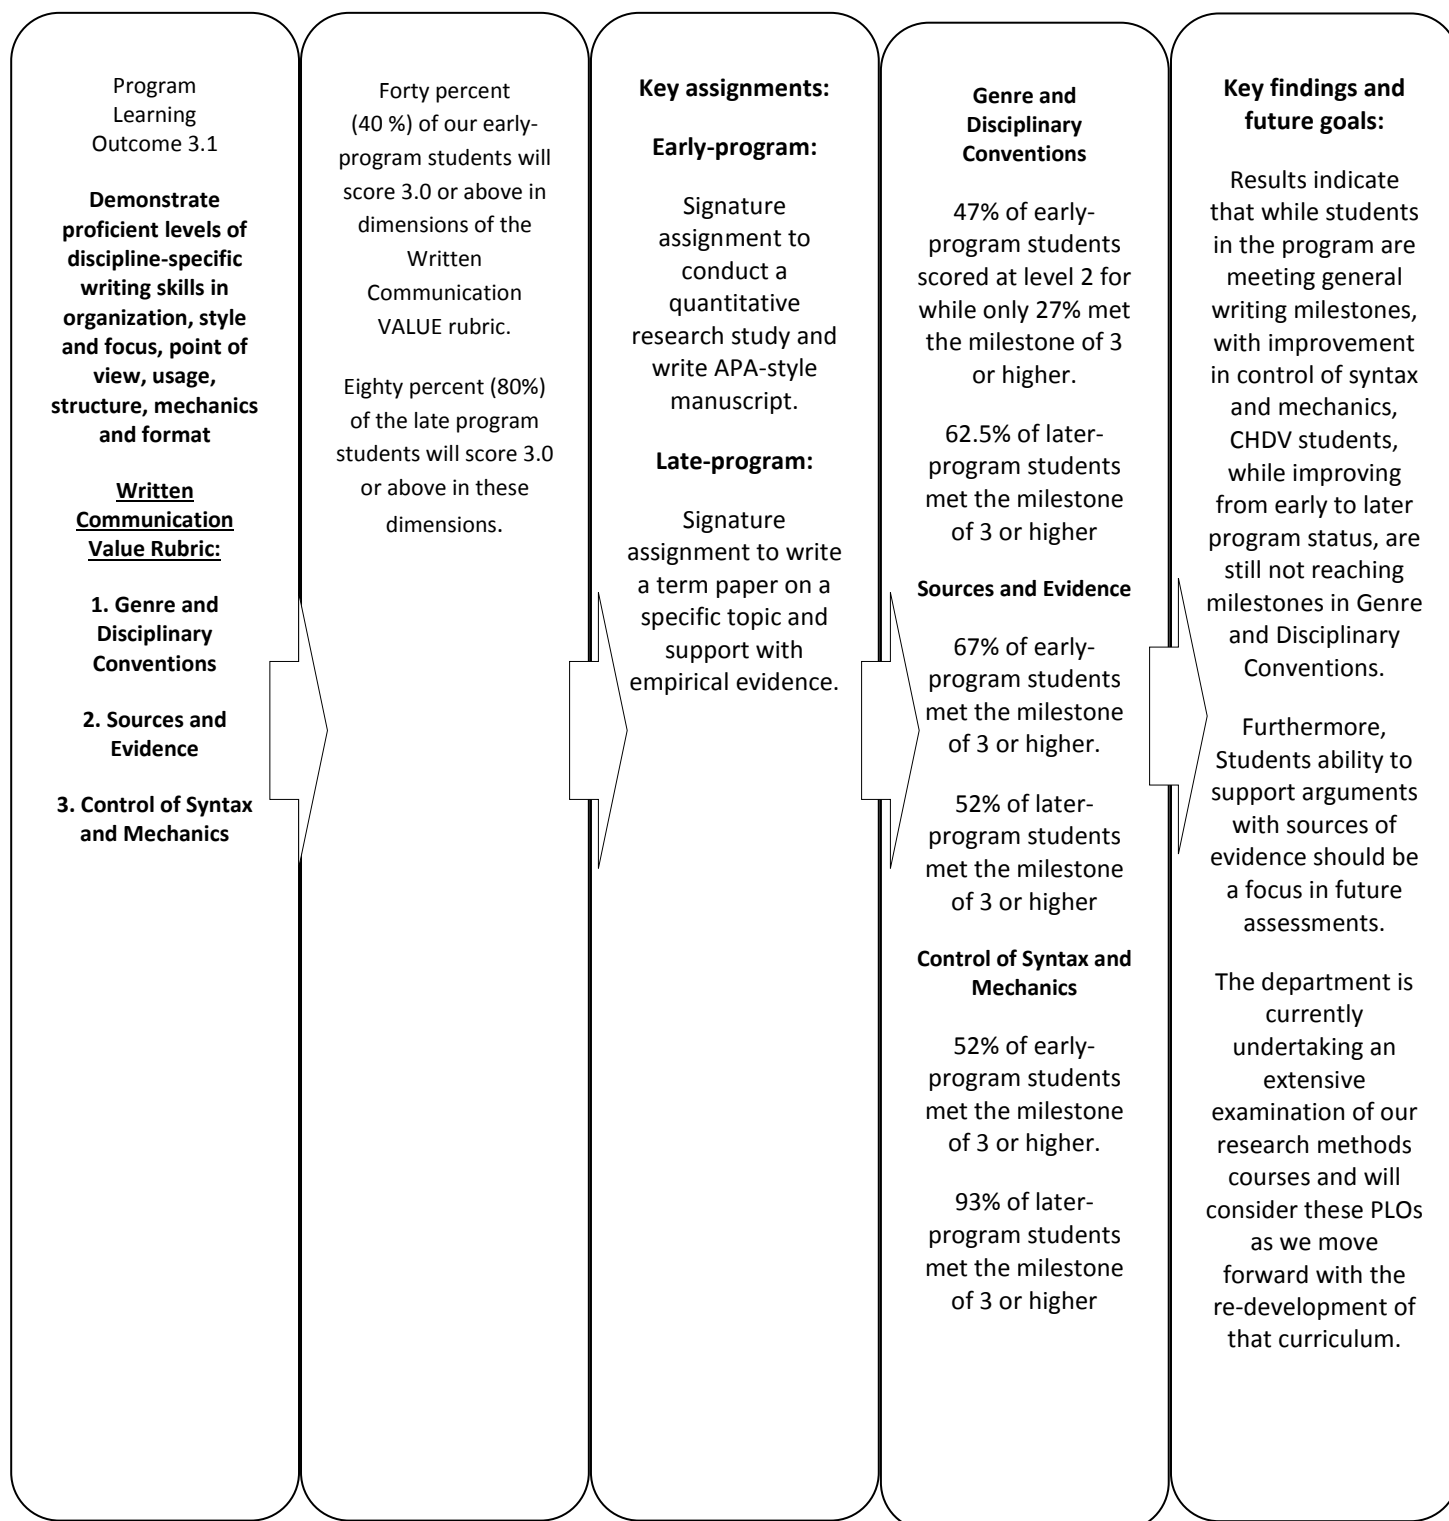 Program
Learning
Outcome 3.1
Demonstrate
proficient levels of
discipline-specific
writing skills in
organization, style
and focus, point of
view, usage,
structure, mechanics
and format
Written
Communication
Value Rubric:
1. Genre and
Disciplinary
Conventions
2. Sources and
Evidence
3. Control of Syntax
and Mechanics
Forty percent
(40 %) of our early-
program students will
score 3.0 or above in
dimensions of the
Written
Communication
VALUE rubric.
Eighty percent (80%)
of the late program
students will score 3.0
or above in these
dimensions.
Key assignments:
Early-program:
Signature
assignment to
conduct a
quantitative
research study and
write APA-style
manuscript.
Late-program:
Signature
assignment to write
a term paper on a
specific topic and
support with
empirical evidence.
Genre and
Disciplinary
Conventions
47% of early-
program students
scored at level 2 for
while only 27% met
the milestone of 3
or higher.
62.5% of later-
program students
met the milestone
of 3 or higher
Sources and Evidence
67% of early-
program students
met the milestone
of 3 or higher.
52% of later-
program students
met the milestone
of 3 or higher
Control of Syntax and
Mechanics
52% of early-
program students
met the milestone
of 3 or higher.
93% of later-
program students
met the milestone
of 3 or higher
Key findings and
future goals:
Results indicate
that while students
in the program are
meeting general
writing milestones,
with improvement
in control of syntax
and mechanics,
CHDV students,
while improving
from early to later
program status, are
still not reaching
milestones in Genre
and Disciplinary
Conventions.
Furthermore,
Students ability to
support arguments
with sources of
evidence should be
a focus in future
assessments.
The department is
currently
undertaking an
extensive
examination of our
research methods
courses and will
consider these PLOs
as we move
forward with the
re-development of
that curriculum.